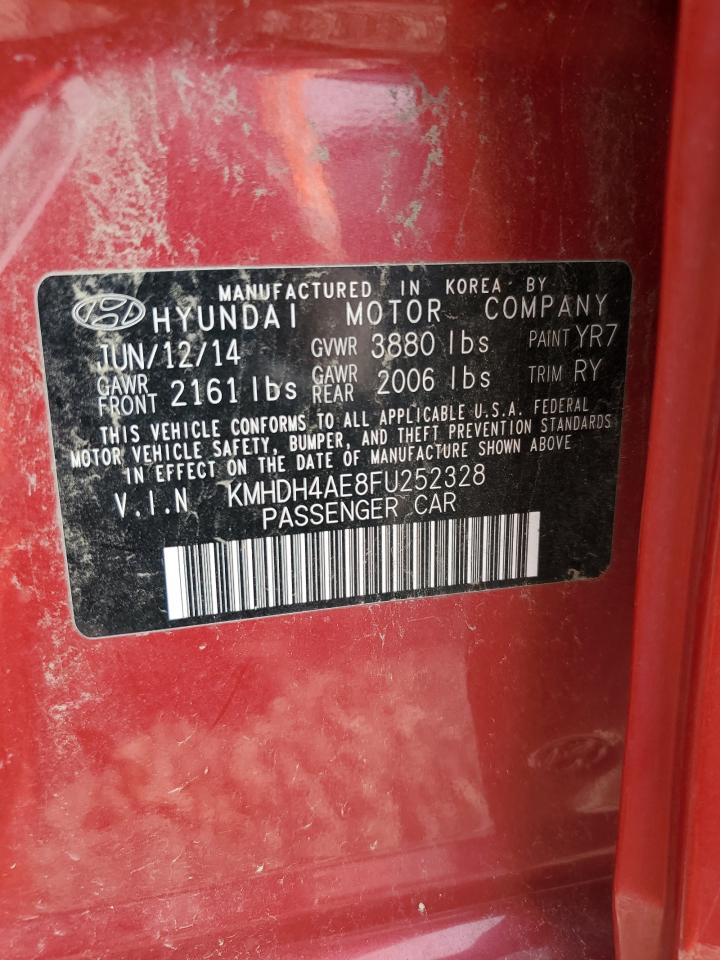 MANUFACTURED IN KOREA BY
HYUNDAI MOTOR COMPANY
JUN/12/14 GVWR 3880 lbs PAINT YR7
GAWR FRONT 2161 lbs GAWR REAR 2006 lbs TRIM RY
THIS VEHICLE CONFORMS TO ALL APPLICABLE U.S.A. FEDERAL
MOTOR VEHICLE SAFETY, BUMPER, AND THEFT PREVENTION STANDARDS
IN EFFECT ON THE DATE OF MANUFACTURE SHOWN ABOVE
V.I.N KMHDH4AE8FU252328
PASSENGER CAR